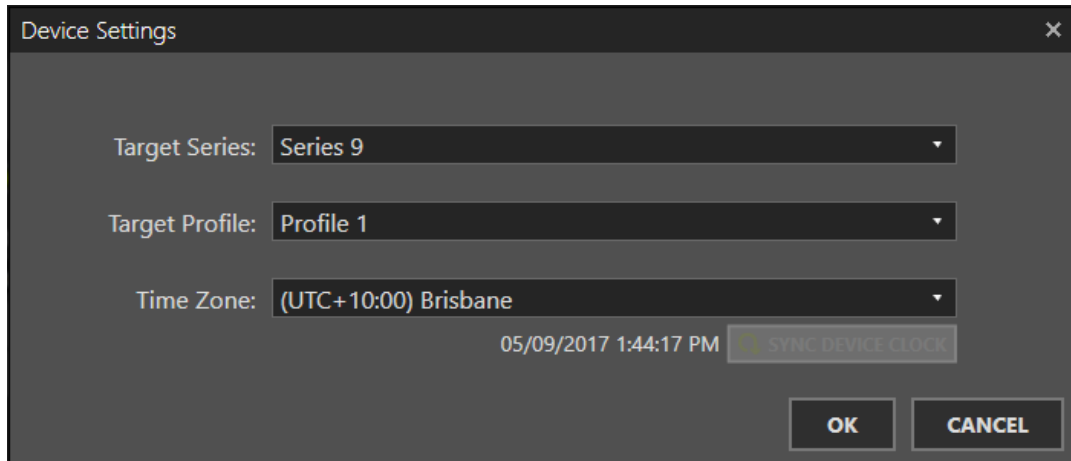 Device Settings
Target Series: Series 9
Target Profile: Profile 1
Time Zone: (UTC+10:00) Brisbane
05/09/2017 1:44:17 PM SYNC DEVICE CLOCK
OK CANCEL